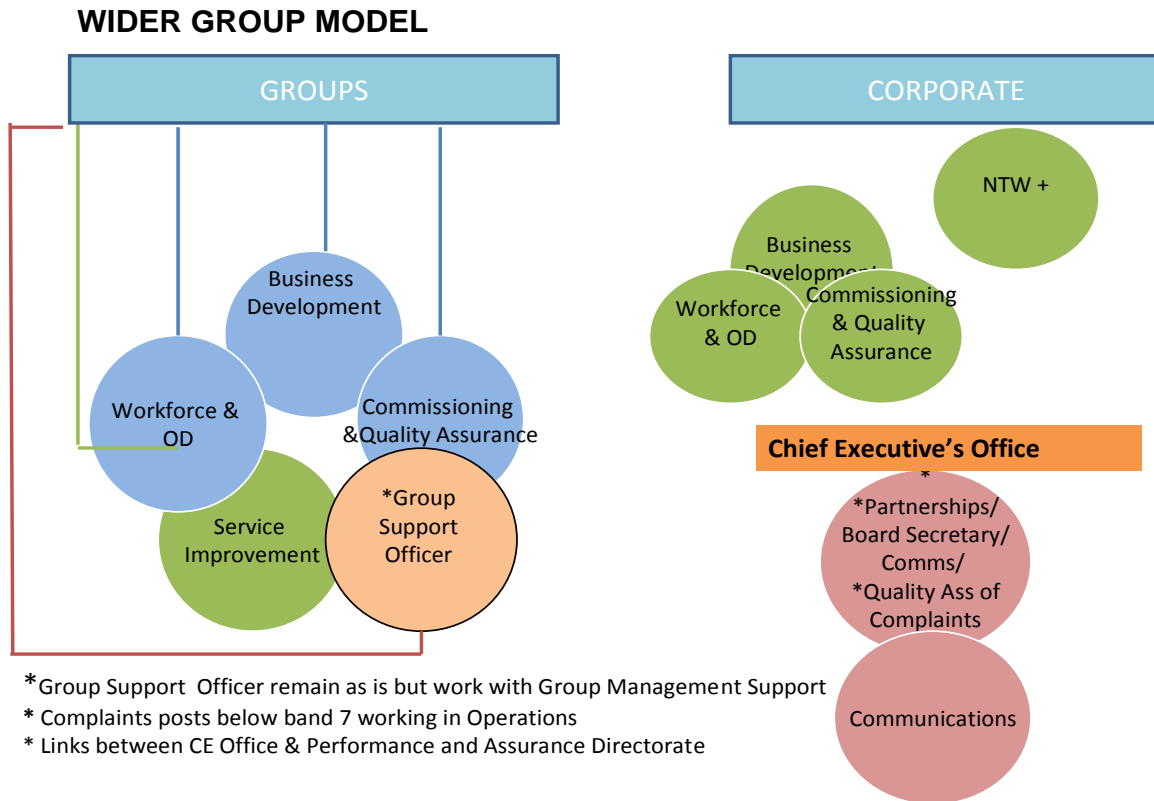 WIDER GROUP MODEL
GROUPS
Business
Development
Workforce &
OD
Commissioning
&Quality Assurance
Service
Improvement
*Group
Support
Officer
CORPORATE
NTW +
Business
Development
Workforce
& OD
Commissioning
& Quality
Assurance
Chief Executive's Office
*
*Partnerships/
Board Secretary/
Comms/
*Quality Ass of
Complaints
Communications
*Group Support Officer remain as is but work with Group Management Support
* Complaints posts below band 7 working in Operations
* Links between CE Office & Performance and Assurance Directorate